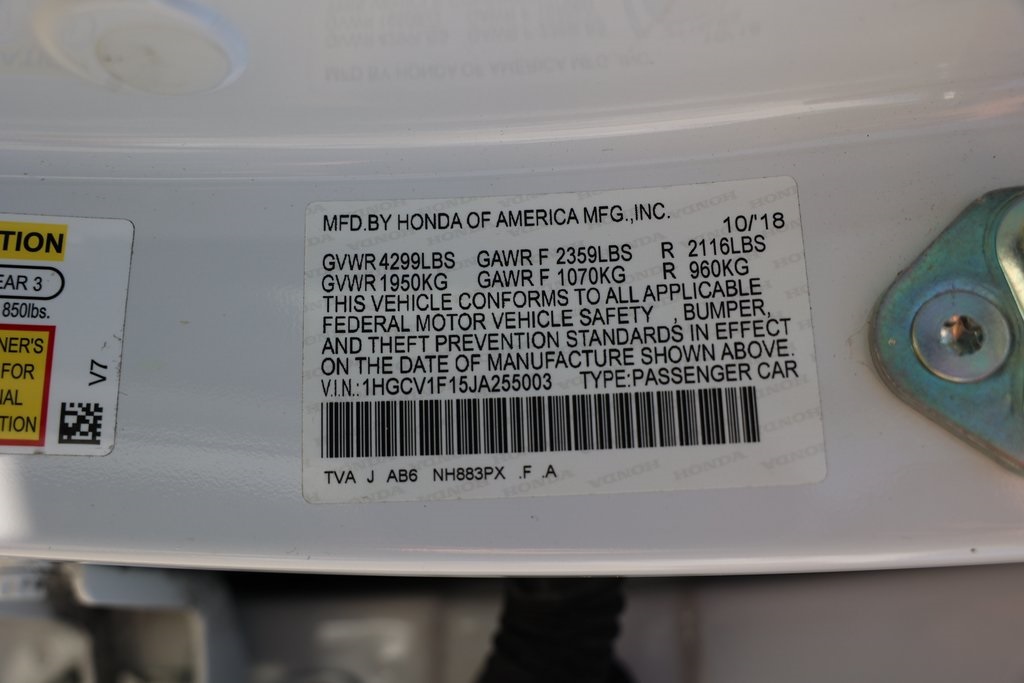 TION
EAR 3
850lbs.
NER'S
FOR
NAL
TION
V7
MFD.BY HONDA OF AMERICA MFG.,INC.
10/'18
GVWR 4299LBS GAWR F 2359LBS R 2116LBS
GVWR 1950KG GAWR F 1070KG R 960KG
THIS VEHICLE CONFORMS TO ALL APPLICABLE
FEDERAL MOTOR VEHICLE SAFETY , BUMPER,
AND THEFT PREVENTION STANDARDS IN EFFECT
ON THE DATE OF MANUFACTURE SHOWN ABOVE.
V.I.N.:1HGCV1F15JA255003 TYPE:PASSENGER CAR
TVA J AB6 NH883PX .F .A